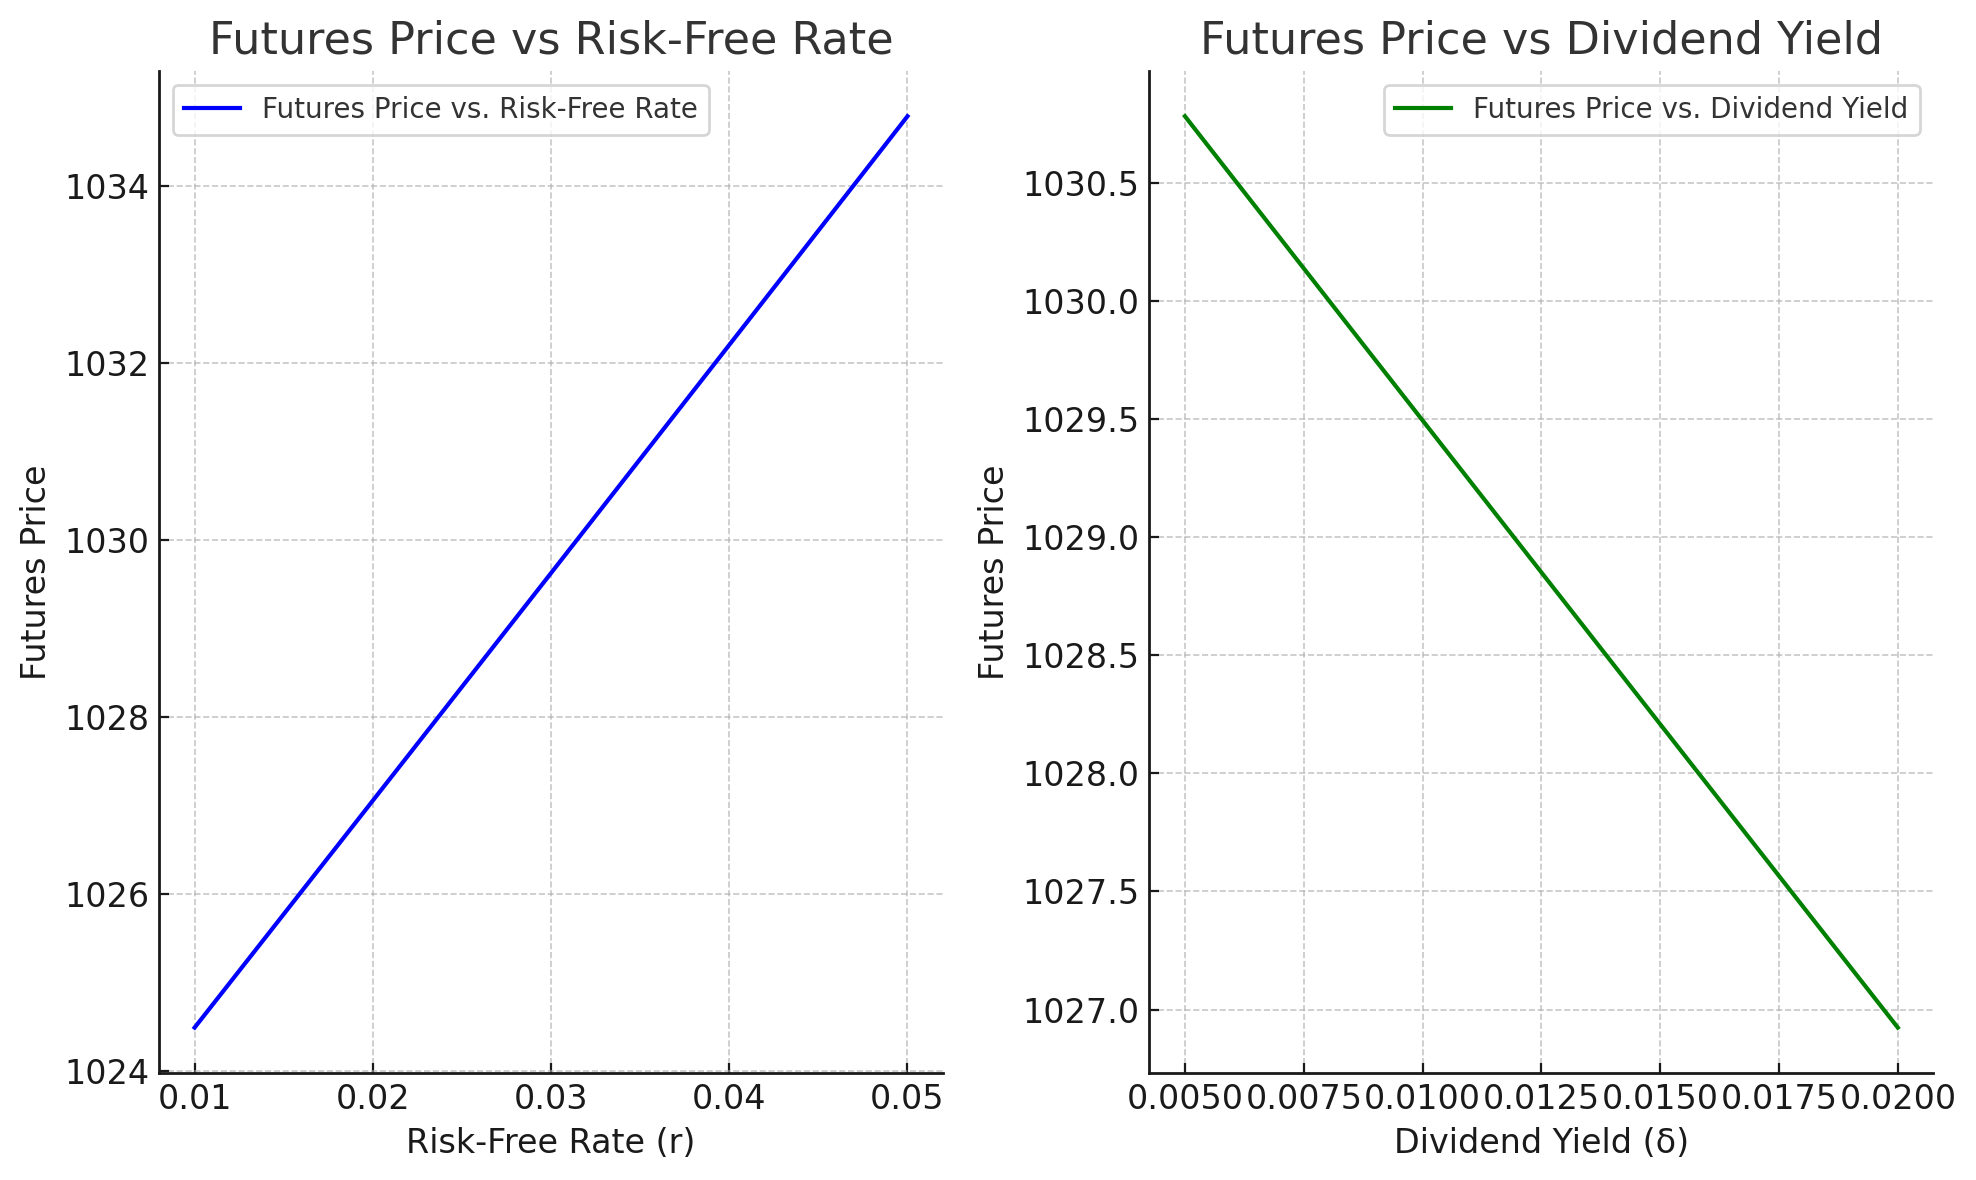 Futures Price vs Risk-Free Rate
Futures Price vs. Risk-Free Rate
Futures Price
1034
1032
1030
1028
1026
1024
0.01 0.02 0.03 0.04 0.05
Risk-Free Rate (r)
Futures Price vs Dividend Yield
Futures Price vs. Dividend Yield
Futures Price
1030.5
1030.0
1029.5
1029.0
1028.5
1028.0
1027.5
1027.0
0.0050 0.0075 0.0100 0.0125 0.0150 0.0175 0.0200
Dividend Yield (δ)